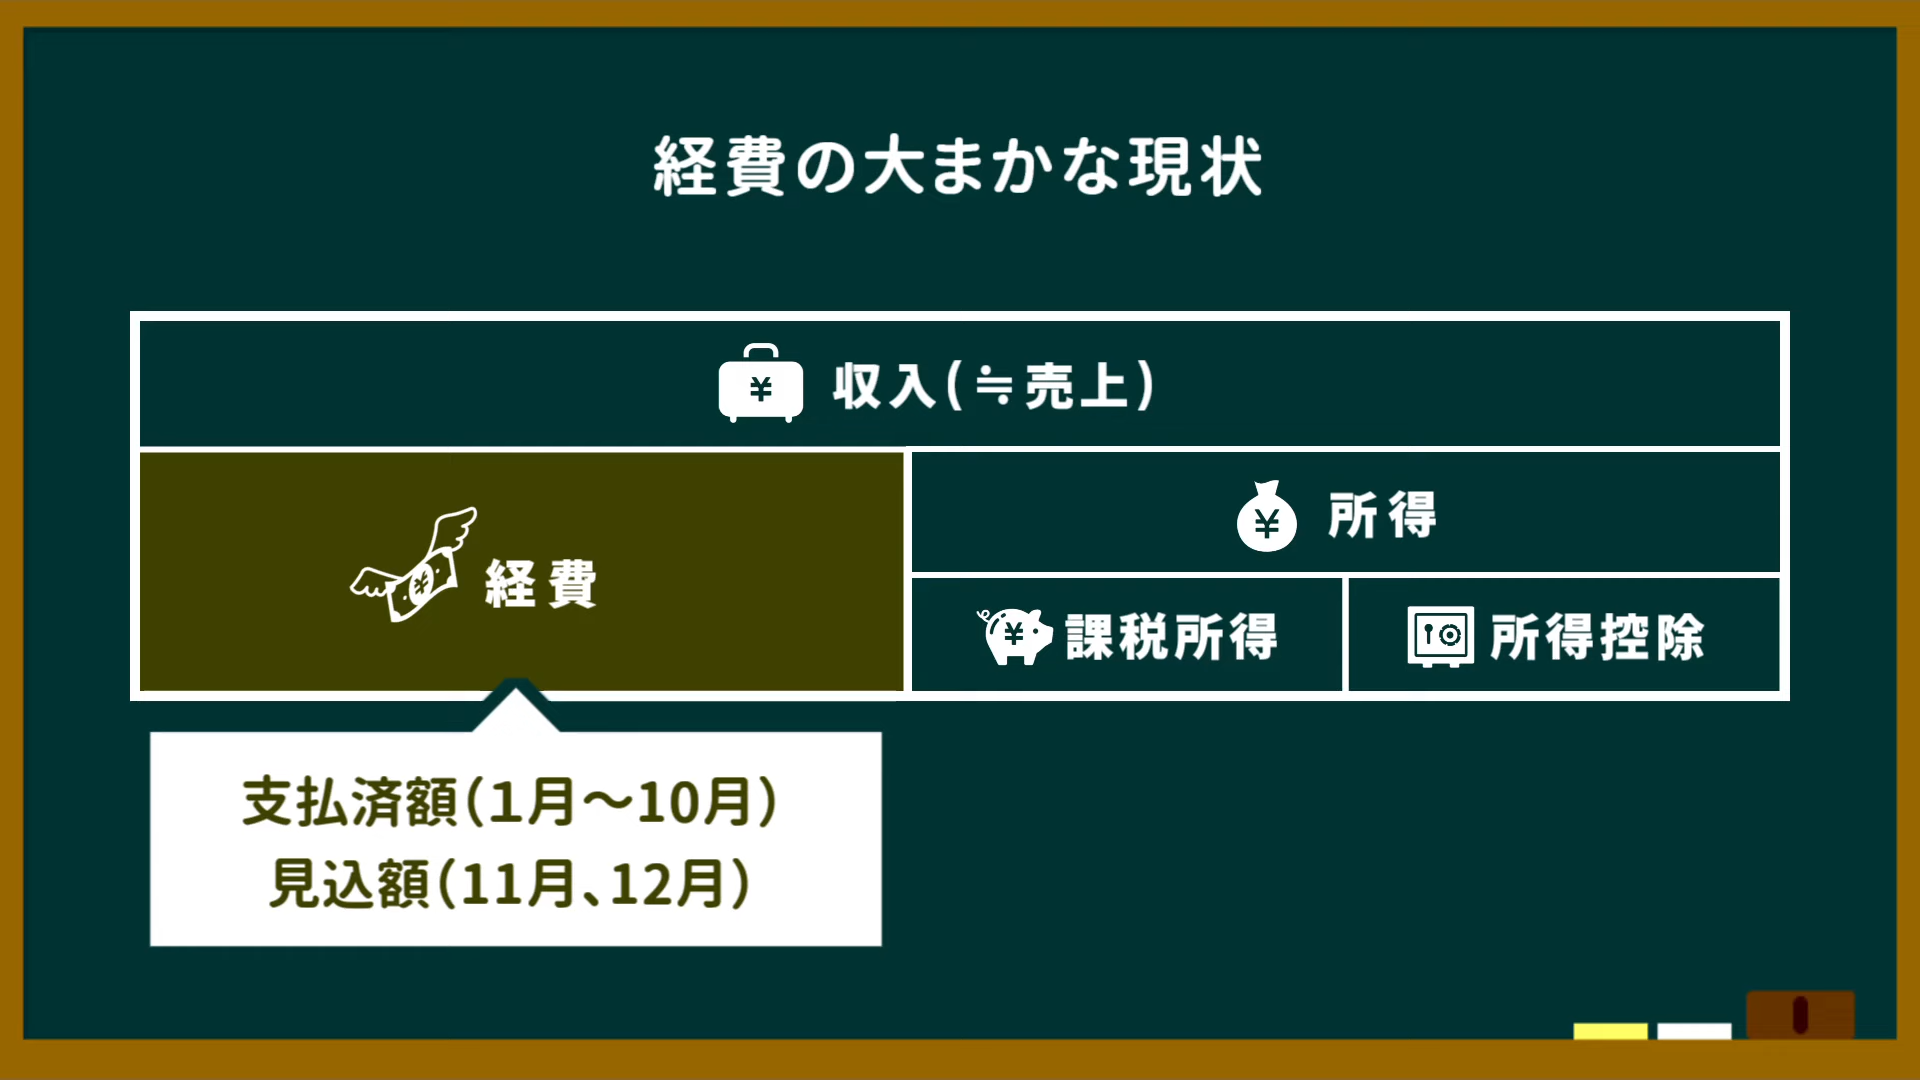 経費の大まかな現状
¥ 収入(≒売上)
¥ 経費
¥ 所得
¥ 課税所得
所得控除
支払済額(1月〜10月)
見込額(11月、12月)